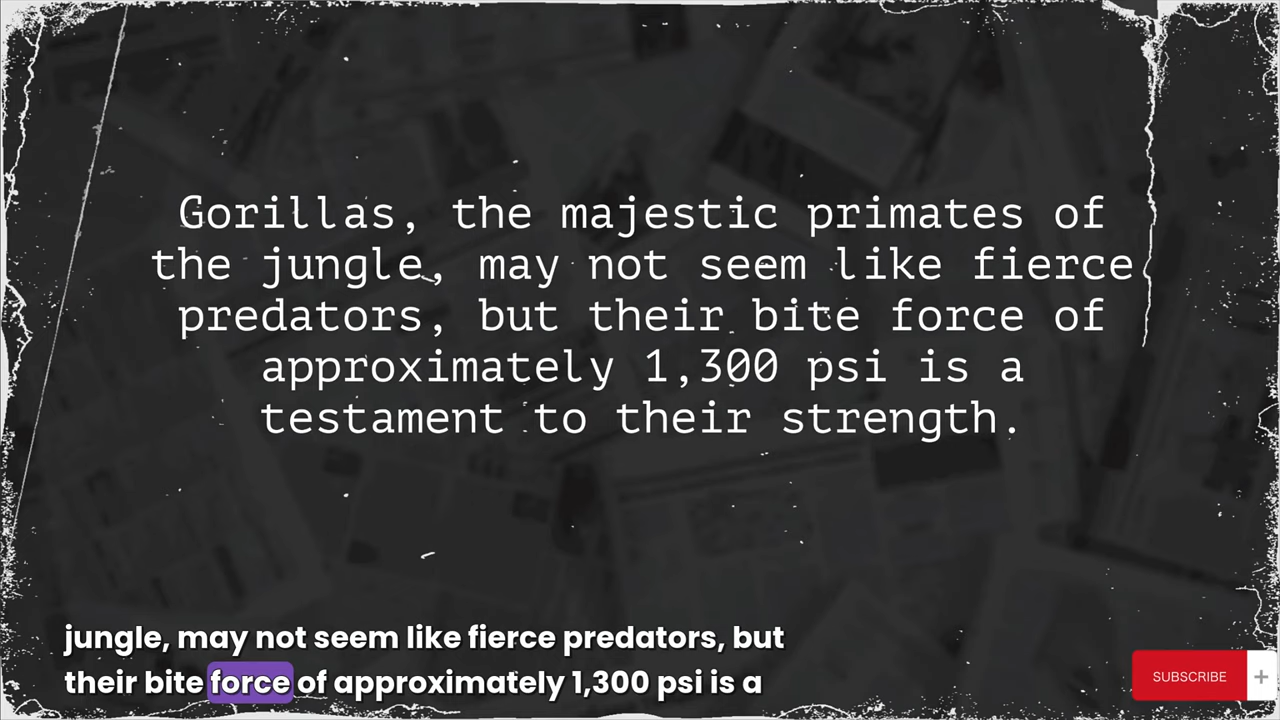 Gorillas, the majestic primates of
the jungle, may not seem like fierce
predators, but their bite force of
approximately 1,300 psi is a
testament to their strength.
jungle, may not seem like fierce predators, but
their bite force of approximately 1,300 psi is a
SUBSCRIBE +